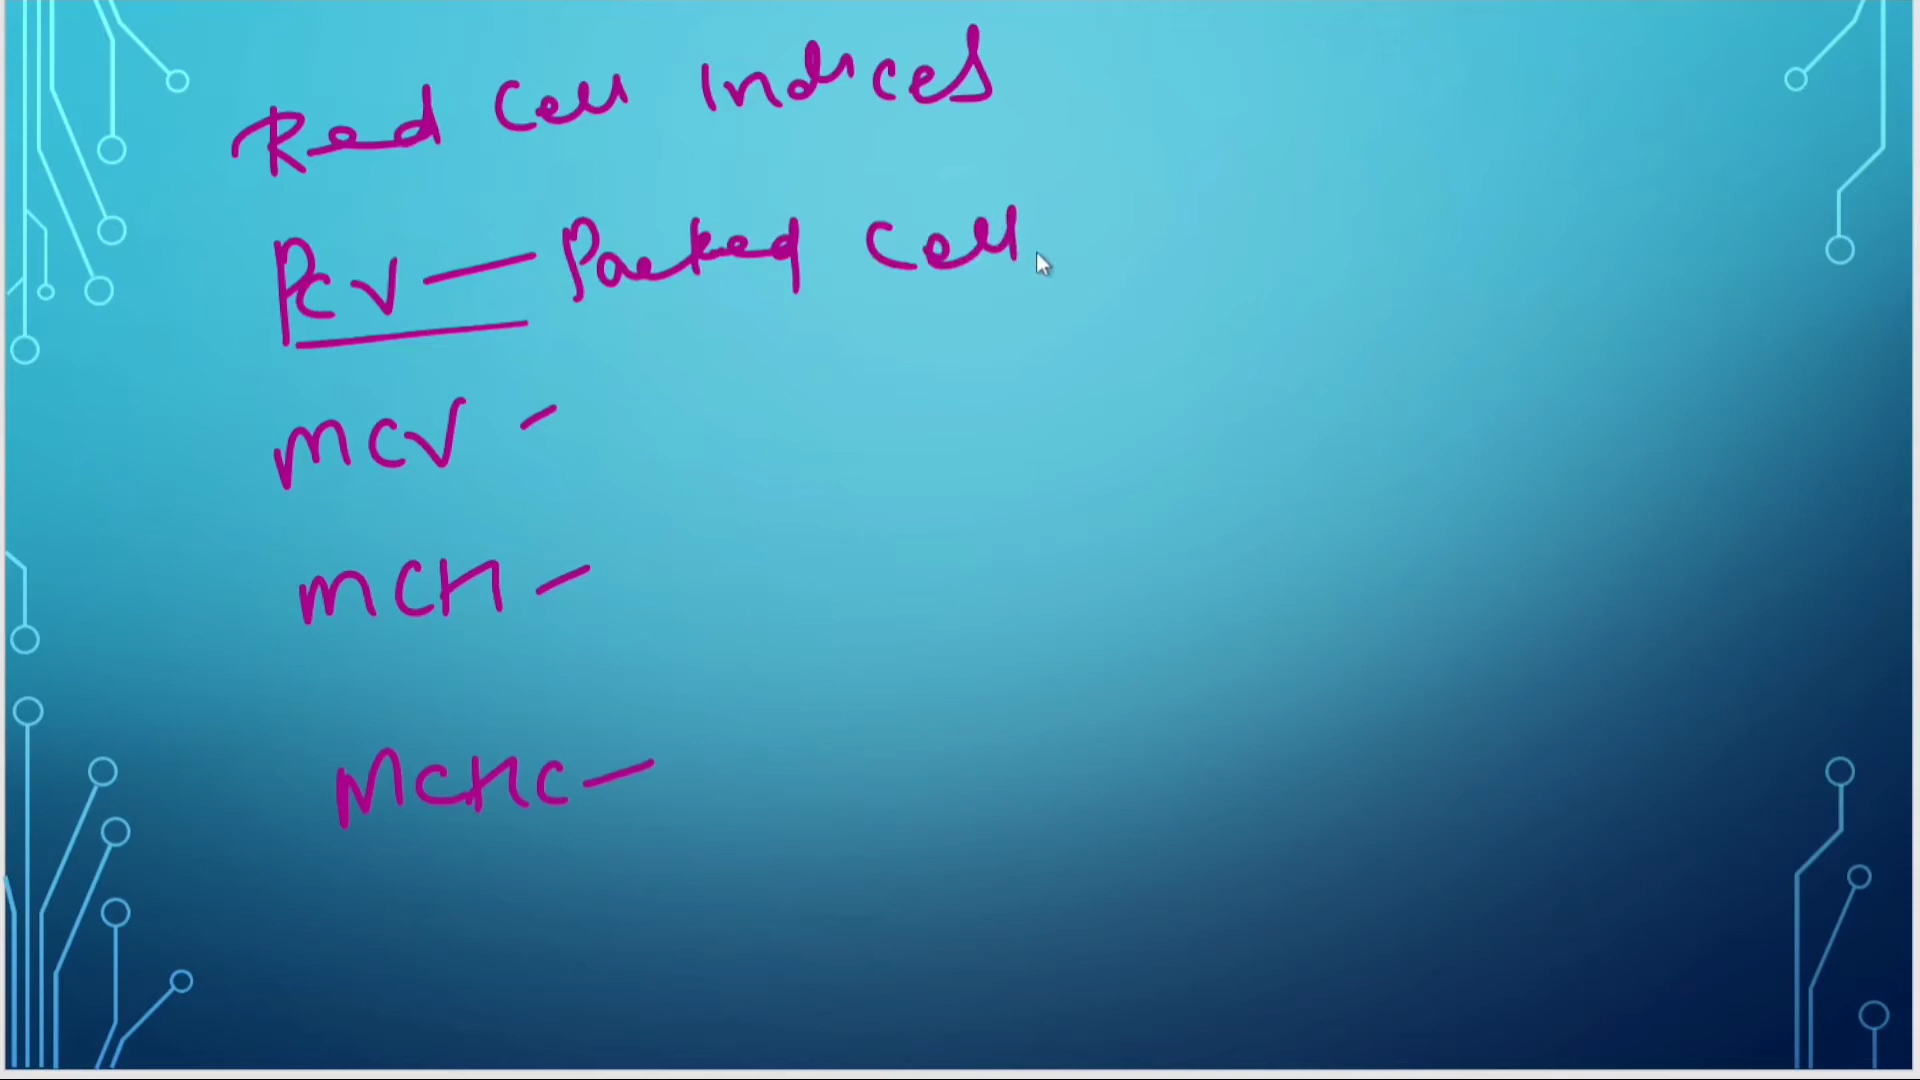 Red Cell Indices
PCV — Packed Cell
MCV -
MCH -
MCHC -